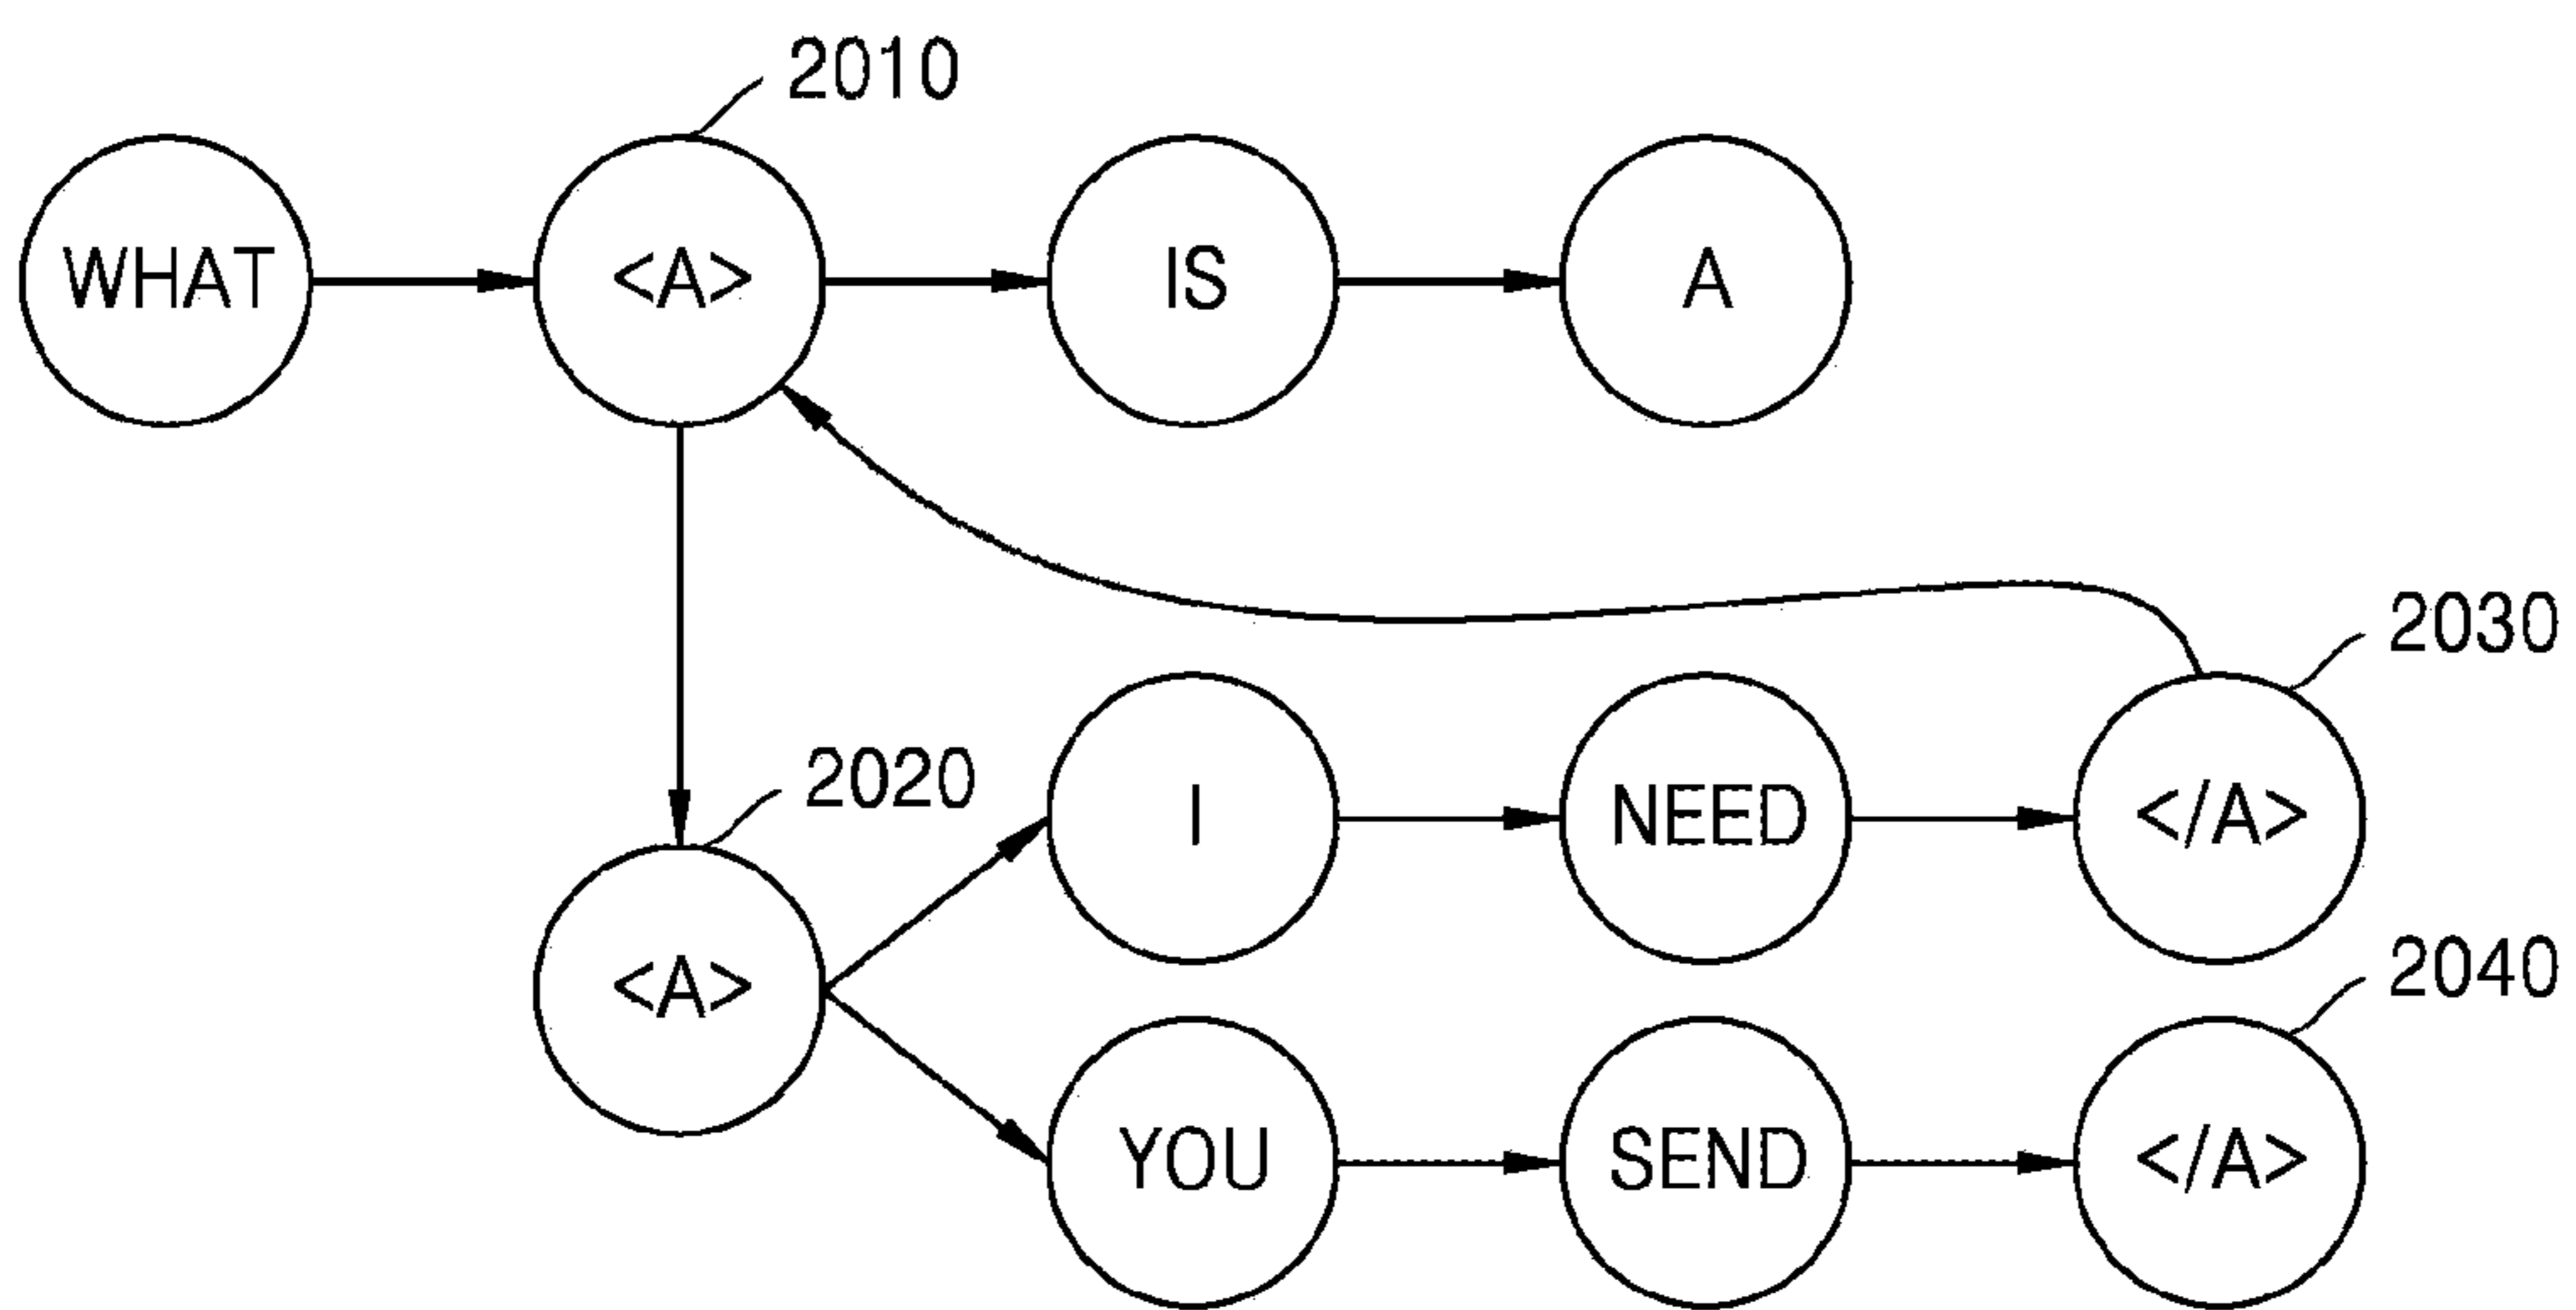 2010
WHAT <A> IS A
2030
2020
I NEED </A>
<A>
2040
YOU SEND </A>